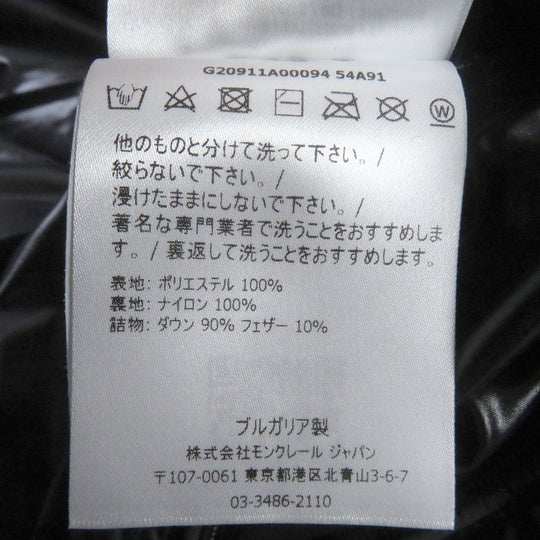 G20911A00094 54A91
他のものと分けて洗って下さい。/
絞らないで下さい。/
浸けたままにしないで下さい。/
著名な専門業者で洗うことをおすすめしま
す。/ 裏返して洗うことをおすすめします。
表地: ポリエステル 100%
裏地: ナイロン 100%
詰物: ダウン 90% フェザー 10%
ブルガリア製
株式会社モンクレール ジャパン
〒107-0061 東京都港区北青山3-6-7
03-3486-2110